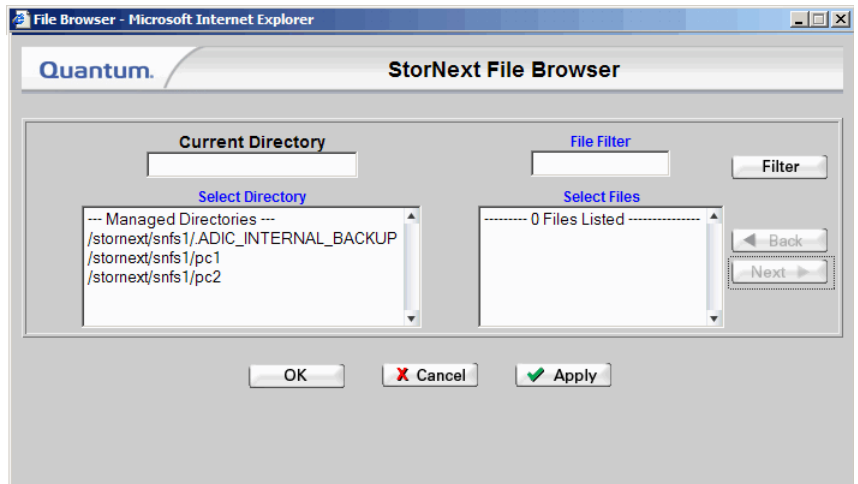 File Browser - Microsoft Internet Explorer
Quantum.
StorNext File Browser
Current Directory
File Filter
Filter
Select Directory
Select Files
--- Managed Directories ---
/stornext/snfs1/.ADIC_INTERNAL_BACKUP
/stornext/snfs1/pc1
/stornext/snfs1/pc2
--------- 0 Files Listed ---------------
Back
Next
OK
Cancel
Apply